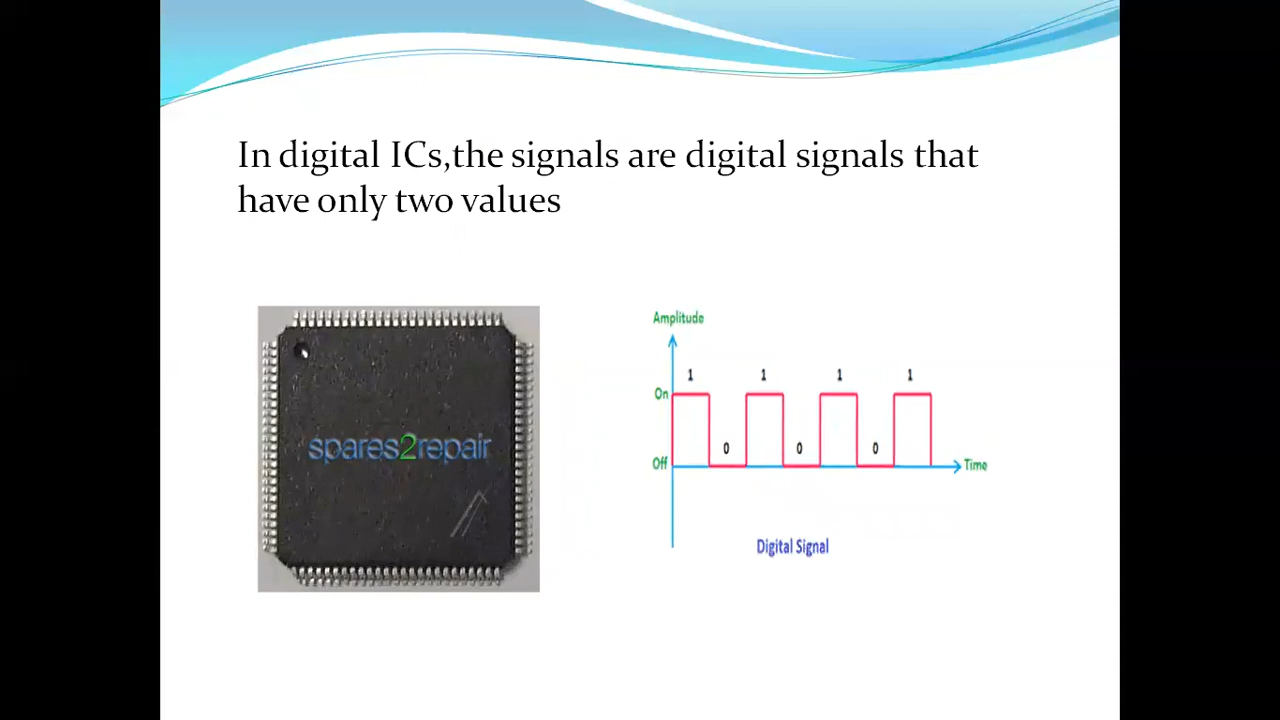 In digital ICs,the signals are digital signals that
have only two values
spares2repair
Amplitude
1 1 1 1
On
0 0 0
Off
Time
Digital Signal